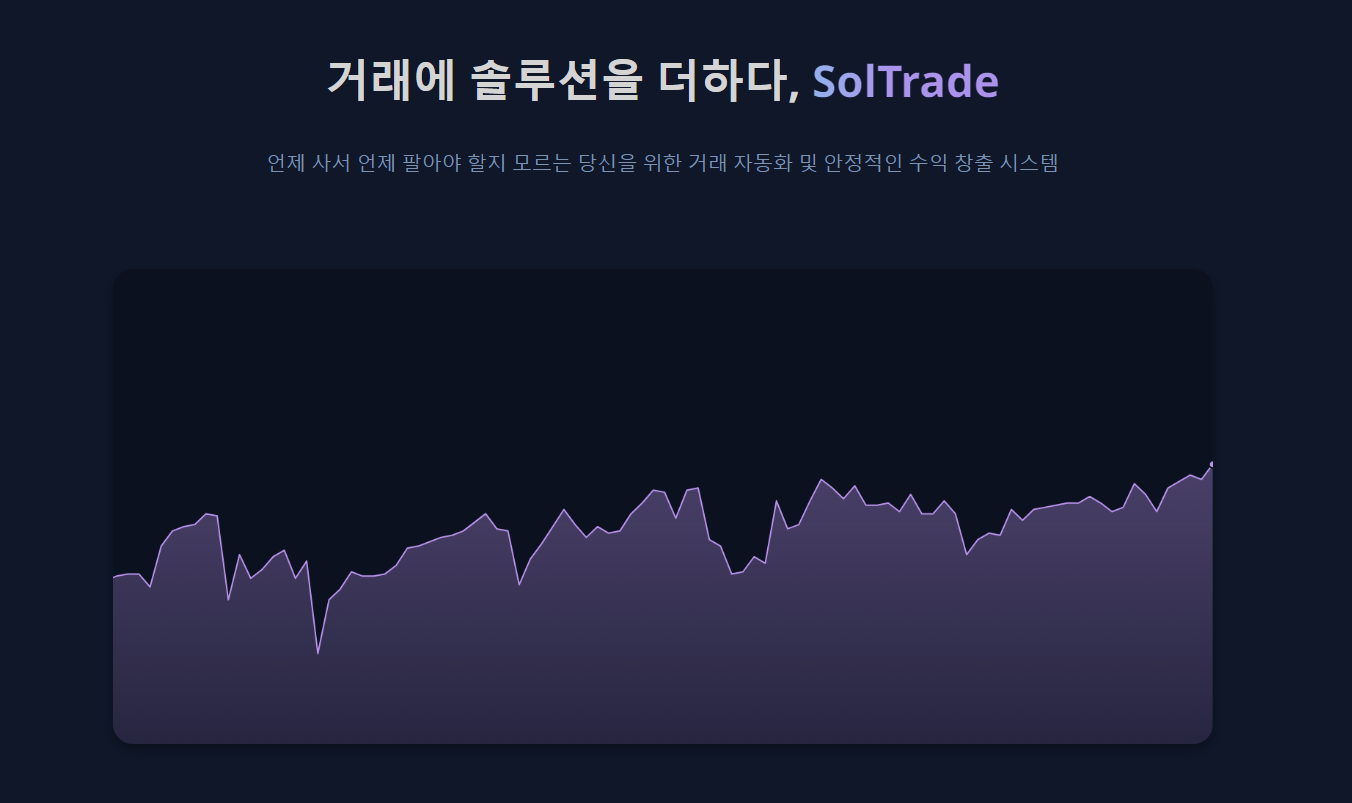 거래에 솔루션을 더하다, SolTrade
언제 사서 언제 팔아야 할지 모르는 당신을 위한 거래 자동화 및 안정적인 수익 창출 시스템